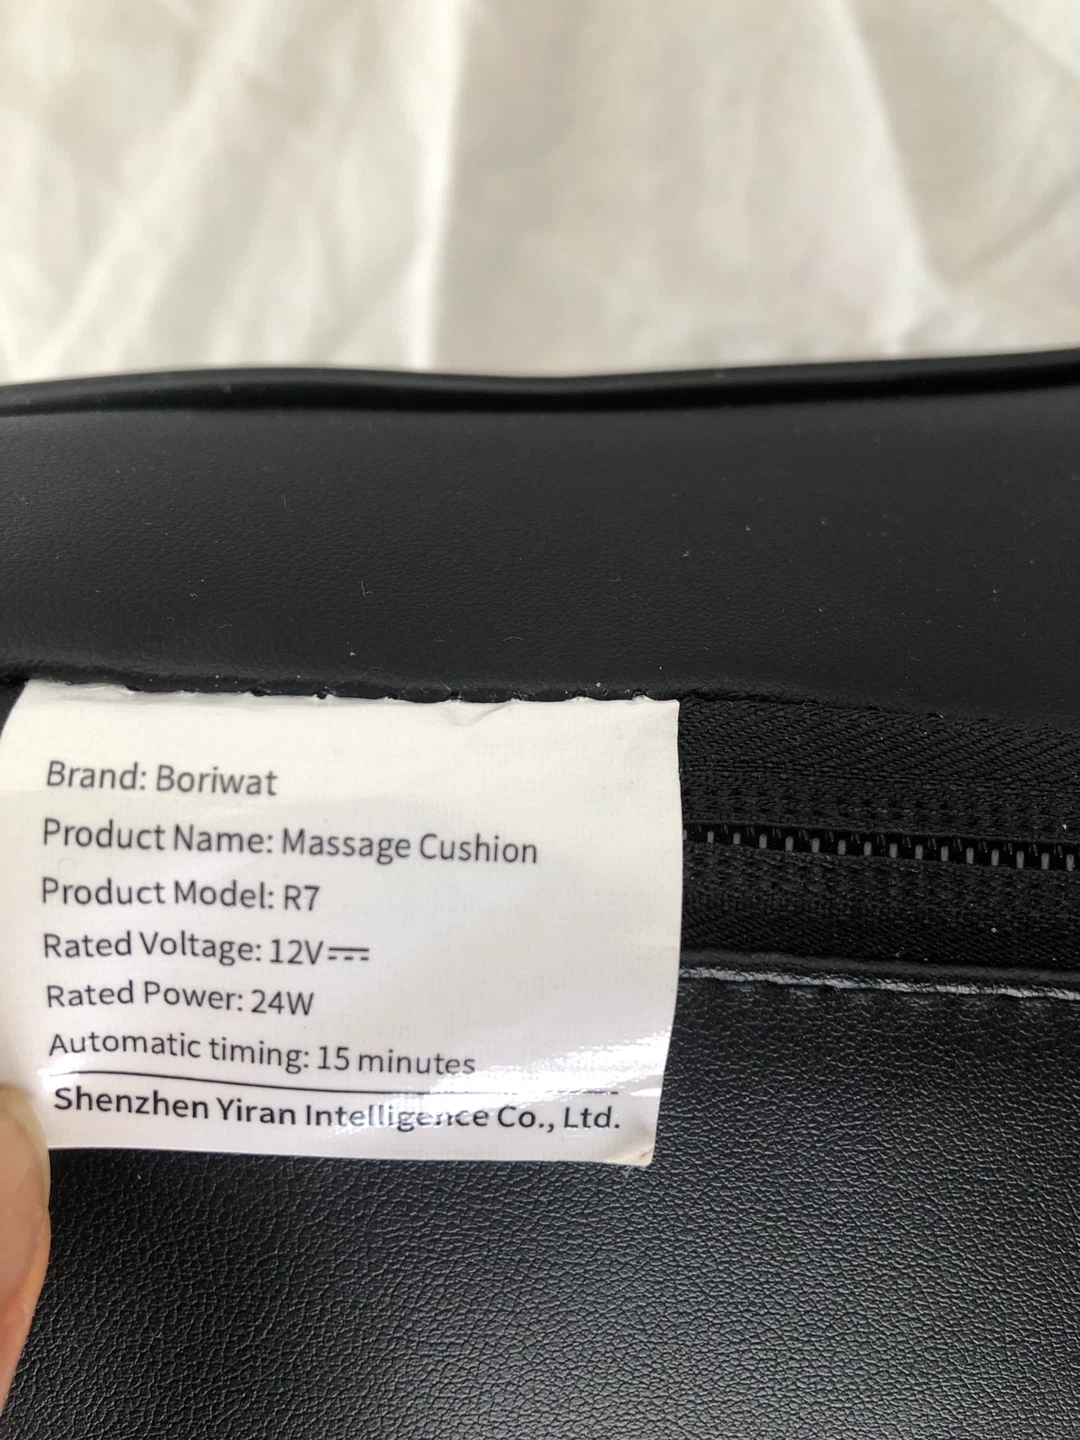 Brand: Boriwat
Product Name: Massage Cushion
Product Model: R7
Rated Voltage: 12V⎓
Rated Power: 24W
Automatic timing: 15 minutes
Shenzhen Yiran Intelligence Co., Ltd.